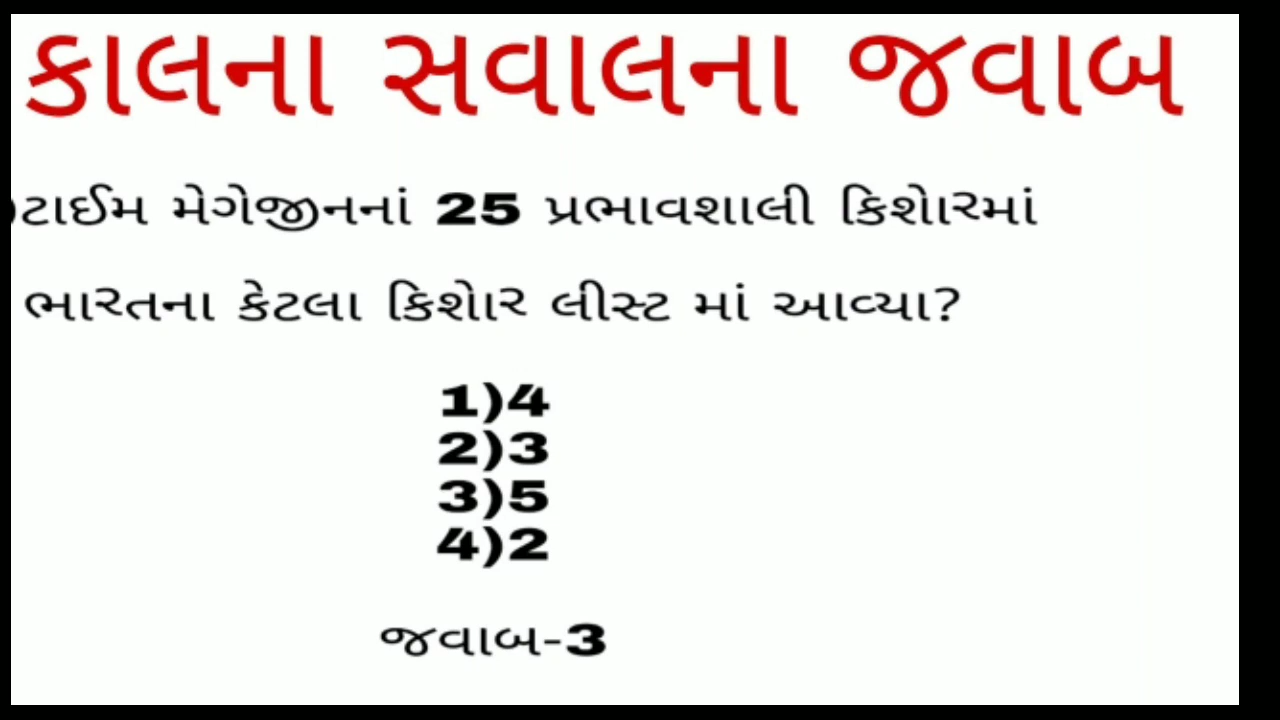 કાલના સવાલના જવાબ
)ટાઈમ મેગેજીનનાં 25 પ્રભાવશાલી કિશોરમાં
ભારતના કેટલા કિશોર લીસ્ટ માં આવ્યા?
1)4
2)3
3)5
4)2
જવાબ-3